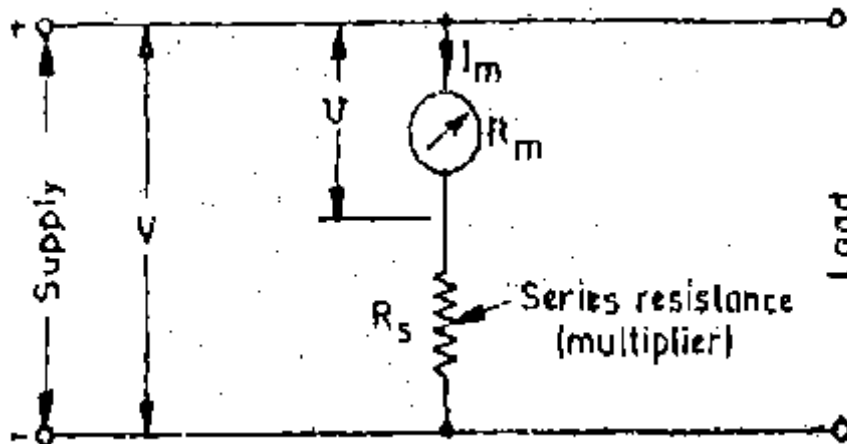 +
I_m
R_m
υ
V
Supply
Load
R_s
Series resistance
(multiplier)
-